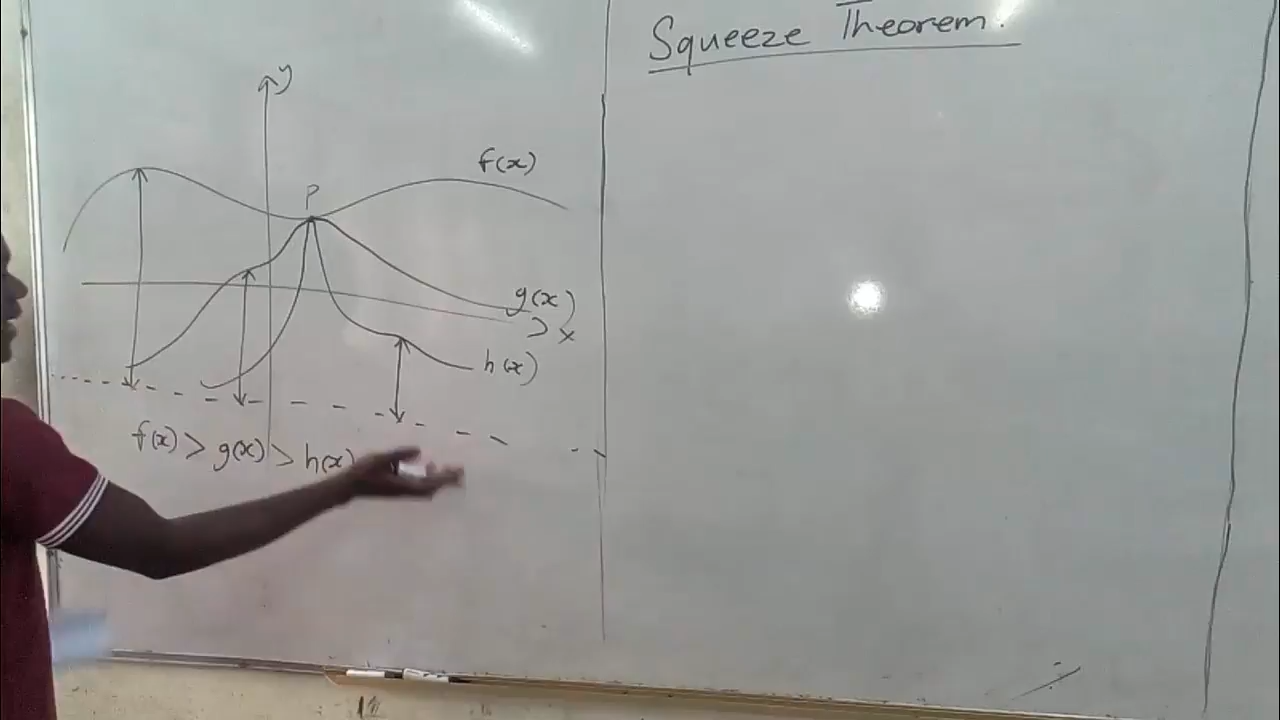 Squeeze Theorem.
y
f(x)
P
g(x)
x
h(x)
f(x) > g(x) > h(x)